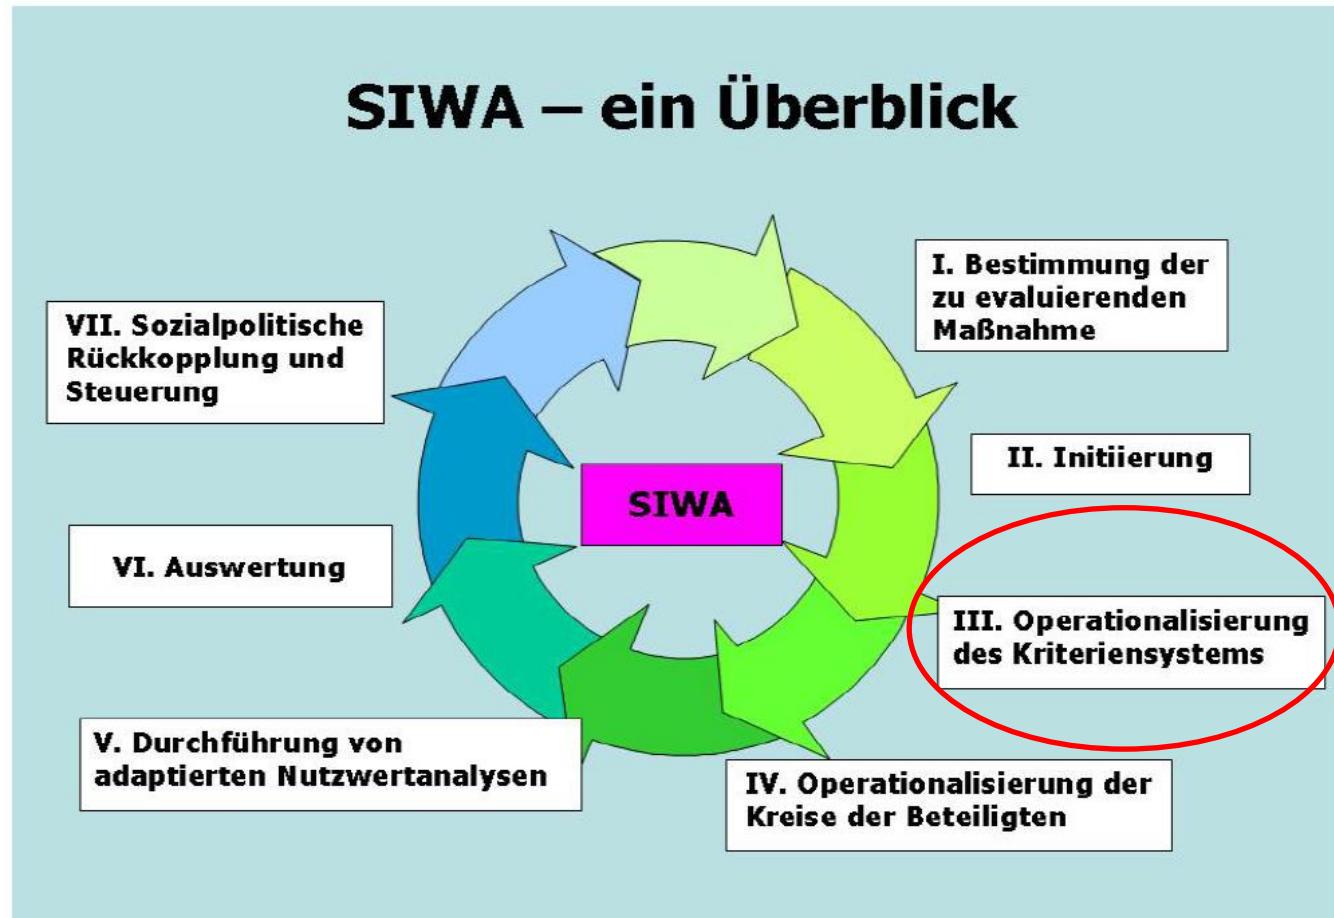 SIWA – ein Überblick
I. Bestimmung der
zu evaluierenden
Maßnahme
II. Initiierung
III. Operationalisierung
des Kriteriensystems
IV. Operationalisierung der
Kreise der Beteiligten
V. Durchführung von
adaptierten Nutzwertanalysen
VI. Auswertung
VII. Sozialpolitische
Rückkopplung und
Steuerung
SIWA